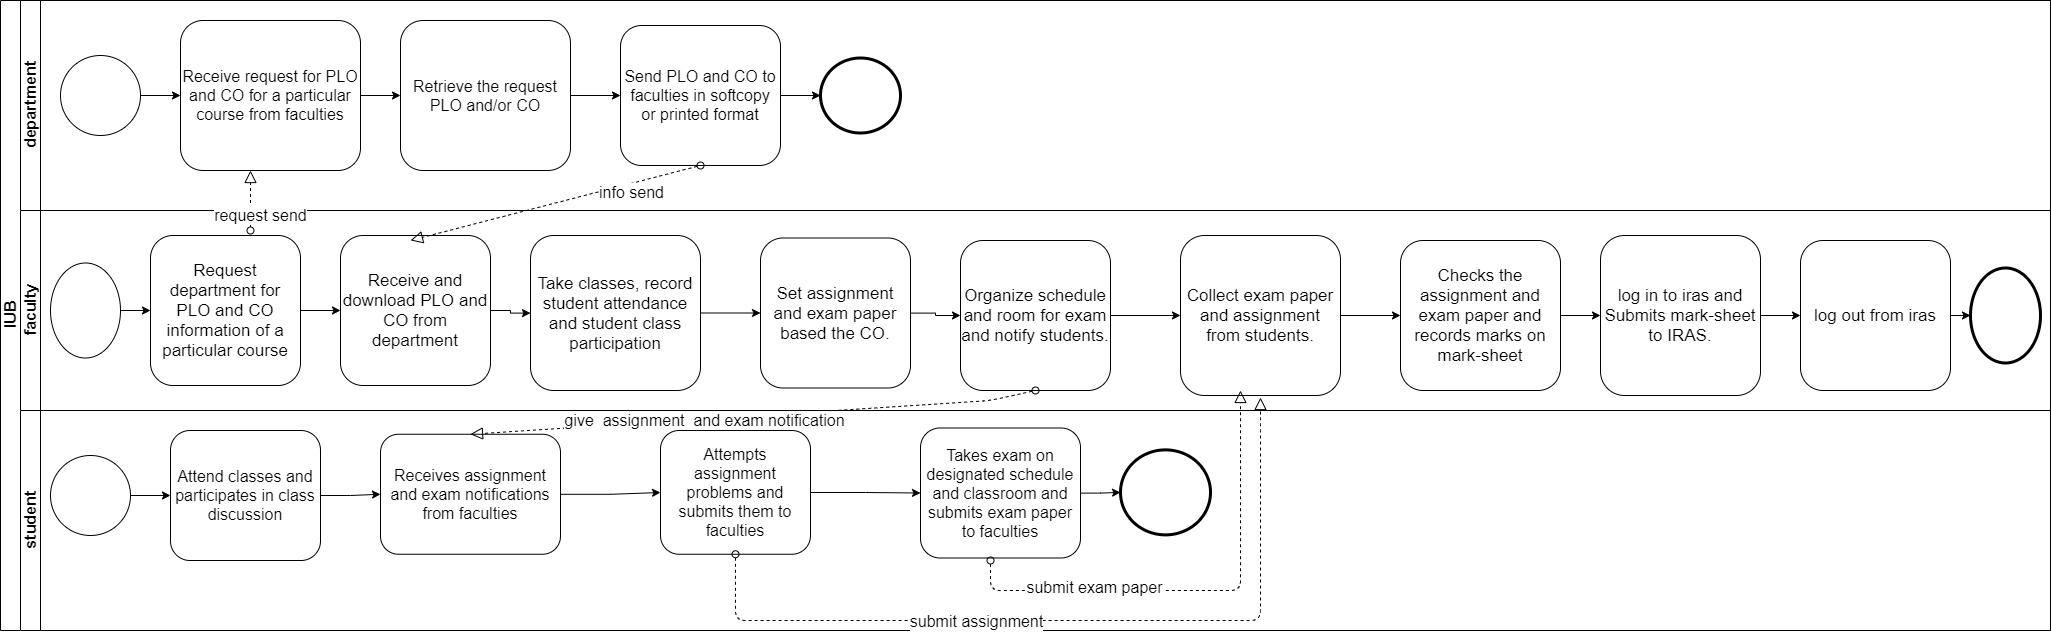 IUB
department
Receive request for PLO
and CO for a particular
course from faculties
Retrieve the request
PLO and/or CO
Send PLO and CO to
faculties in softcopy
or printed format
info send
request send
faculty
Request
department for
PLO and CO
information of a
particular course
Receive and
download PLO and
CO from
department
Take classes, record
student attendance
and student class
participation
Set assignment
and exam paper
based the CO.
Organize schedule
and room for exam
and notify students.
Collect exam paper
and assignment
from students.
Checks the
assignment and
exam paper and
records marks on
mark-sheet
log in to iras and
Submits mark-sheet
to IRAS.
log out from iras
give  assignment  and exam notification
student
Attend classes and
participates in class
discussion
Receives assignment
and exam notifications
from faculties
Attempts
assignment
problems and
submits them to
faculties
Takes exam on
designated schedule
and classroom and
submits exam paper
to faculties
submit exam paper
submit assignment